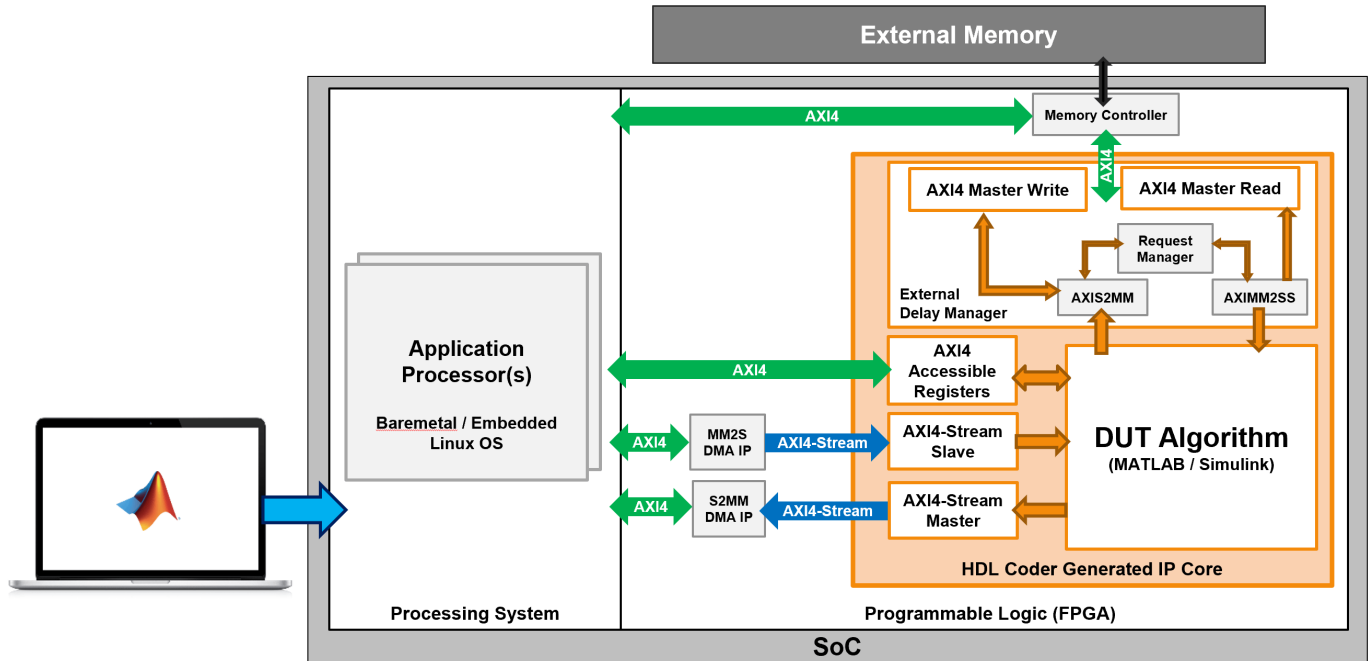 External Memory
AXI4
Memory Controller
AXI4
AXI4 Master Write
AXI4 Master Read
Request
Manager
AXIS2MM
AXIMM2SS
External
Delay Manager
Application
Processor(s)
Baremetal / Embedded
Linux OS
AXI4
AXI4
Accessible
Registers
AXI4
MM2S
DMA IP
AXI4-Stream
AXI4-Stream
Slave
DUT Algorithm
(MATLAB / Simulink)
AXI4
S2MM
DMA IP
AXI4-Stream
AXI4-Stream
Master
HDL Coder Generated IP Core
Processing System
Programmable Logic (FPGA)
SoC